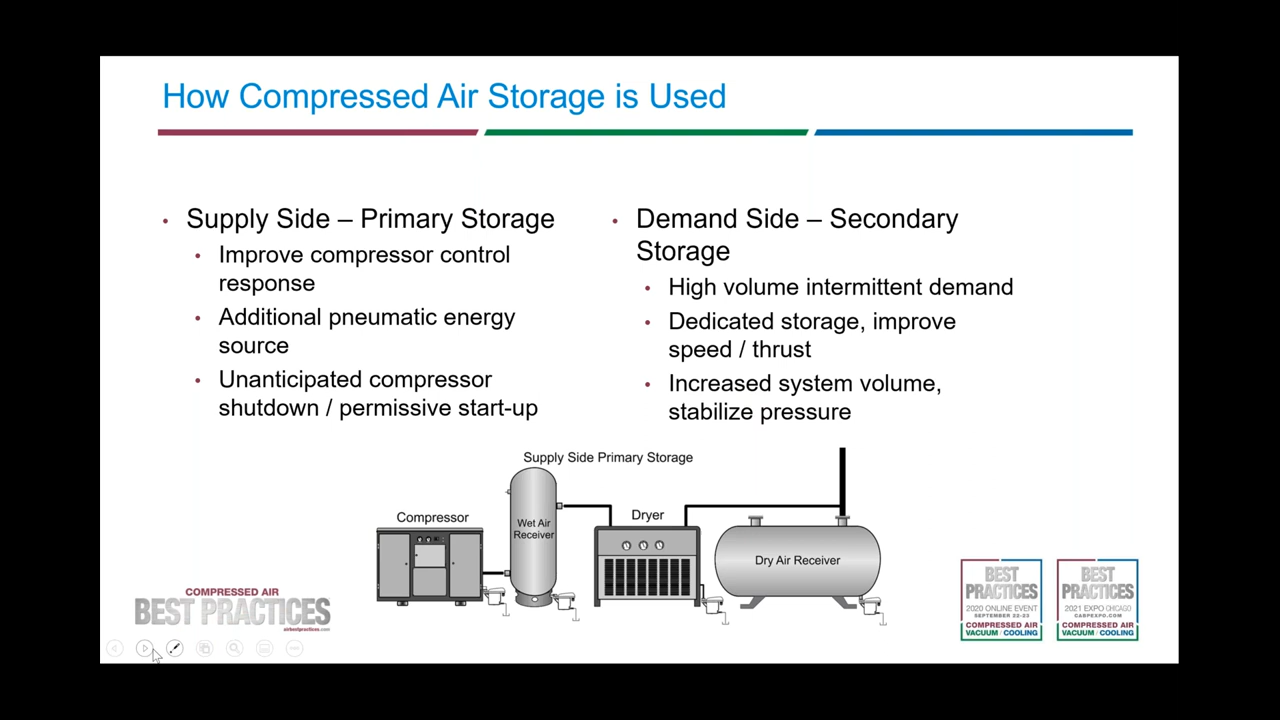 How Compressed Air Storage is Used
• Supply Side – Primary Storage
• Improve compressor control
response
• Additional pneumatic energy
source
• Unanticipated compressor
shutdown / permissive start-up
• Demand Side – Secondary
Storage
• High volume intermittent demand
• Dedicated storage, improve
speed / thrust
• Increased system volume,
stabilize pressure
Supply Side Primary Storage
Compressor
Wet Air
Receiver
Dryer
Dry Air Receiver
COMPRESSED AIR
BEST PRACTICES
airbestpractices.com
BEST
PRACTICES
2020 ONLINE EVENT
SEPTEMBER 22-23
COMPRESSED AIR
VACUUM / COOLING
BEST
PRACTICES
2021 EXPO CHICAGO
CABPEXPO.COM
COMPRESSED AIR
VACUUM / COOLING